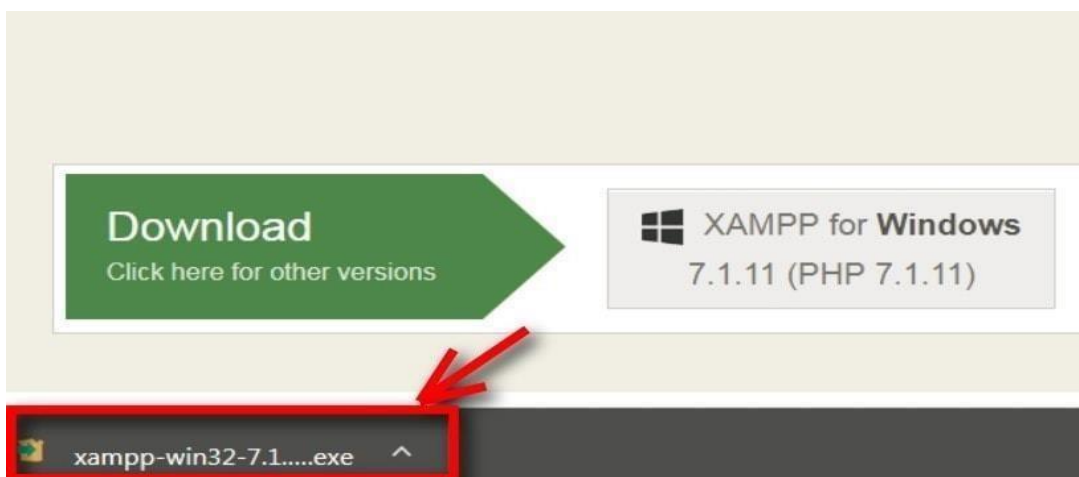 Download
Click here for other versions
XAMPP for Windows
7.1.11 (PHP 7.1.11)
xampp-win32-7.1.....exe